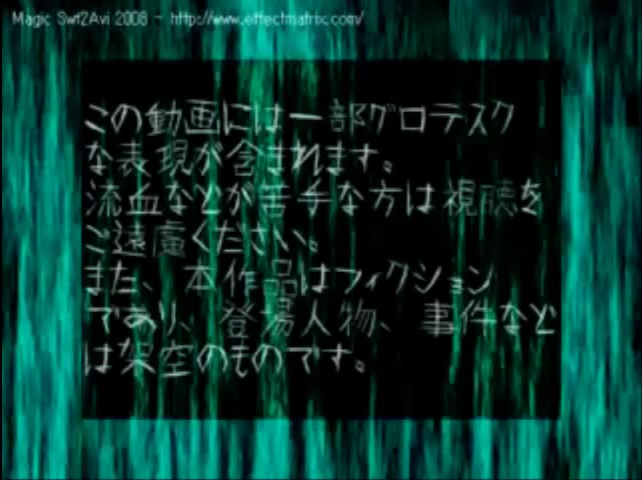 Magic Swf2Avi 2008 - http://www.effectmatrix.com/
この動画には一部グロテスク
な表現が含まれます。
流血などが苦手な方は視聴を
ご遠慮ください。
また、本作品はフィクション
であり、登場人物、事件など
は架空のものです。